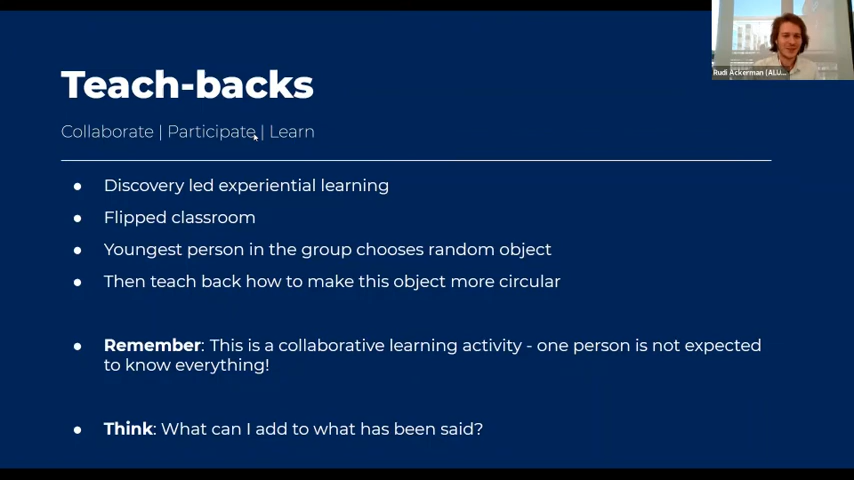 Teach-backs
Collaborate | Participate | Learn
● Discovery led experiential learning
● Flipped classroom
● Youngest person in the group chooses random object
● Then teach back how to make this object more circular
● Remember: This is a collaborative learning activity - one person is not expected
to know everything!
● Think: What can I add to what has been said?
Rudi Ackerman (ALU...